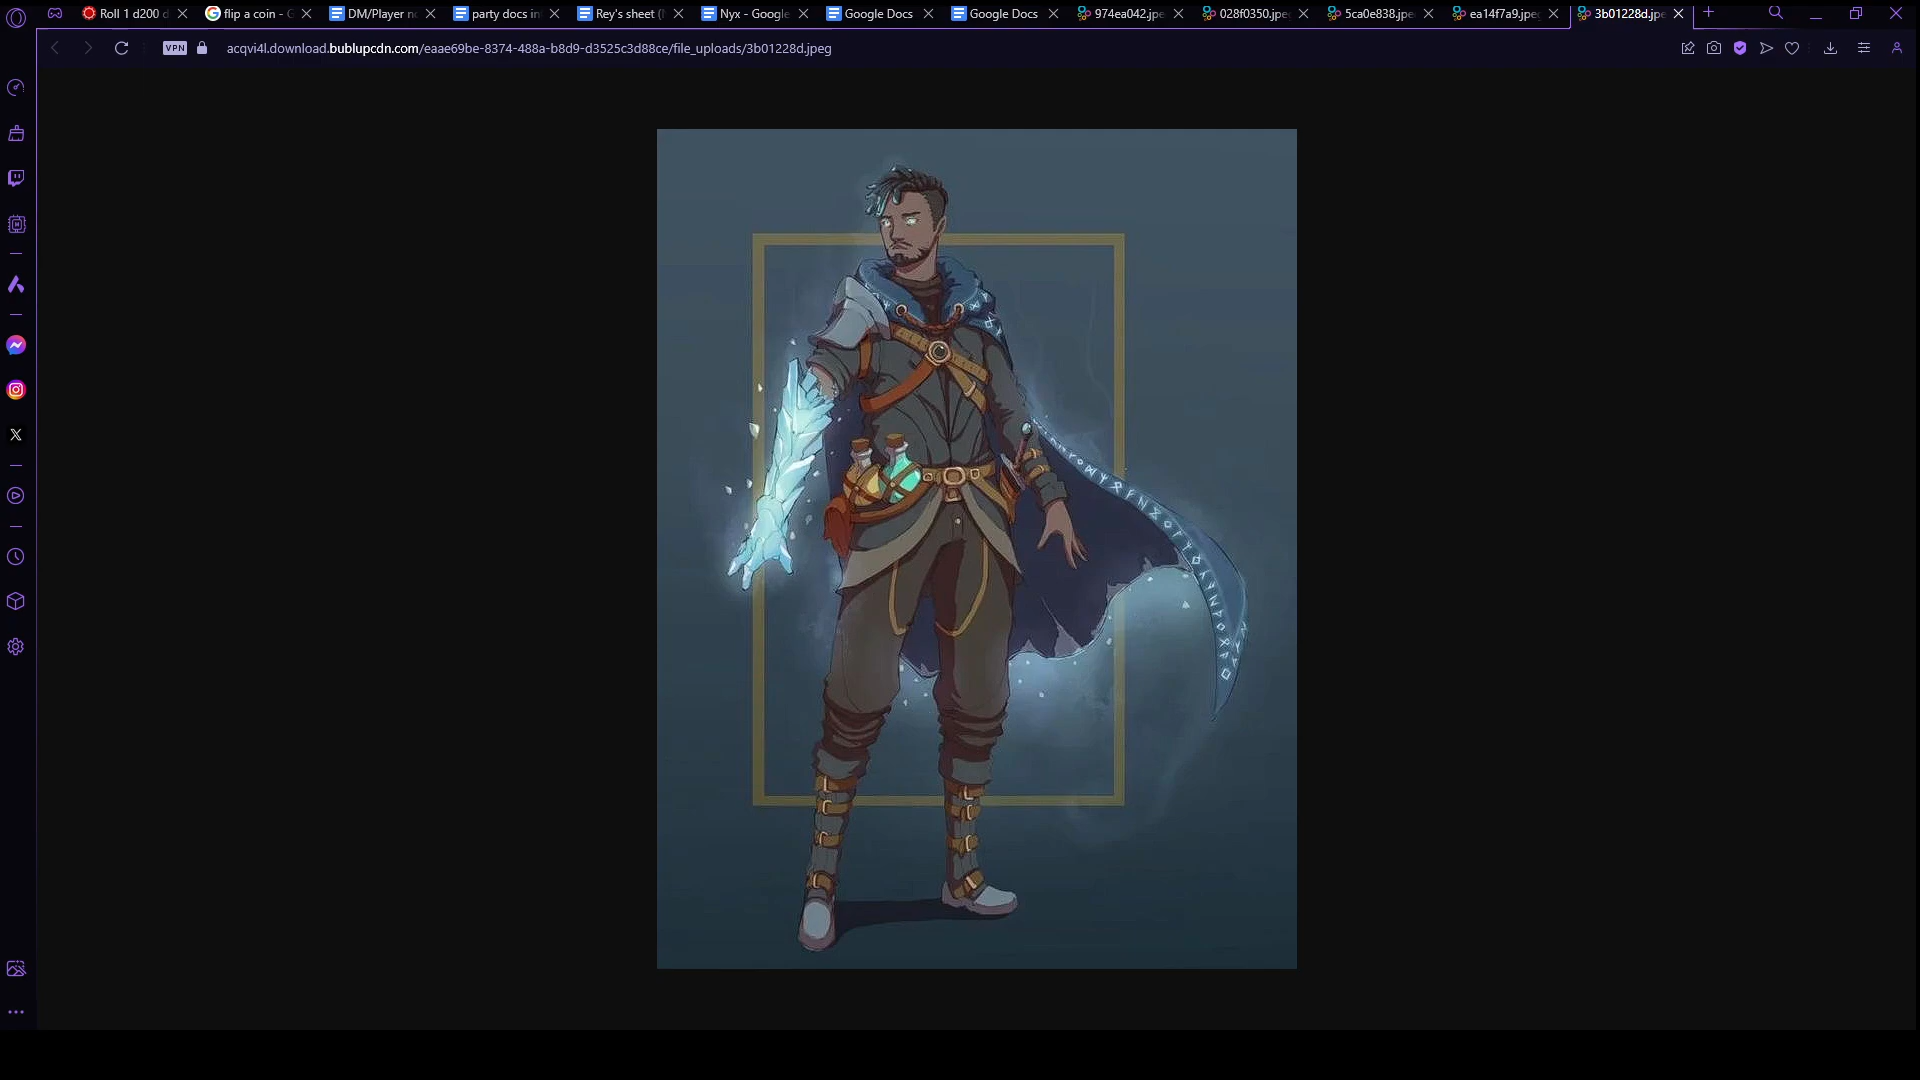 Roll 1 d200 d
flip a coin - G
DM/Player no
party docs in
Rey's sheet (
Nyx - Google
Google Docs
Google Docs
974ea042.jpe
028f0350.jpe
5ca0e838.jpe
ea14f7a9.jpe
3b01228d.jpe
VPN
acqvi4l.download.bublupcdn.com/eaae69be-8374-488a-b8d9-d3525c3d88ce/file_uploads/3b01228d.jpeg